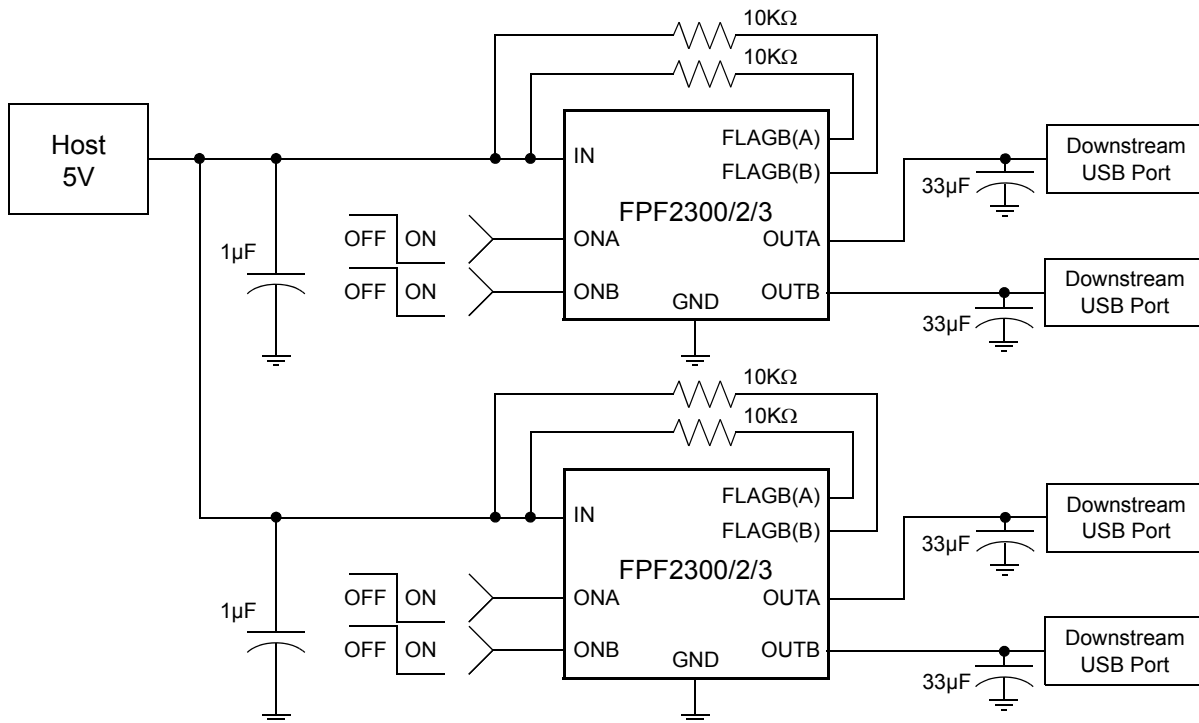 10KΩ
10KΩ
Host
5V
IN
FLAGB(A)
FLAGB(B)
FPF2300/2/3
Downstream
USB Port
33µF
1µF
OFF
ON
ONA
OUTA
OFF
ON
ONB
GND
OUTB
Downstream
USB Port
33µF
10KΩ
10KΩ
IN
FLAGB(A)
FLAGB(B)
FPF2300/2/3
Downstream
USB Port
33µF
1µF
OFF
ON
ONA
OUTA
OFF
ON
ONB
GND
OUTB
Downstream
USB Port
33µF